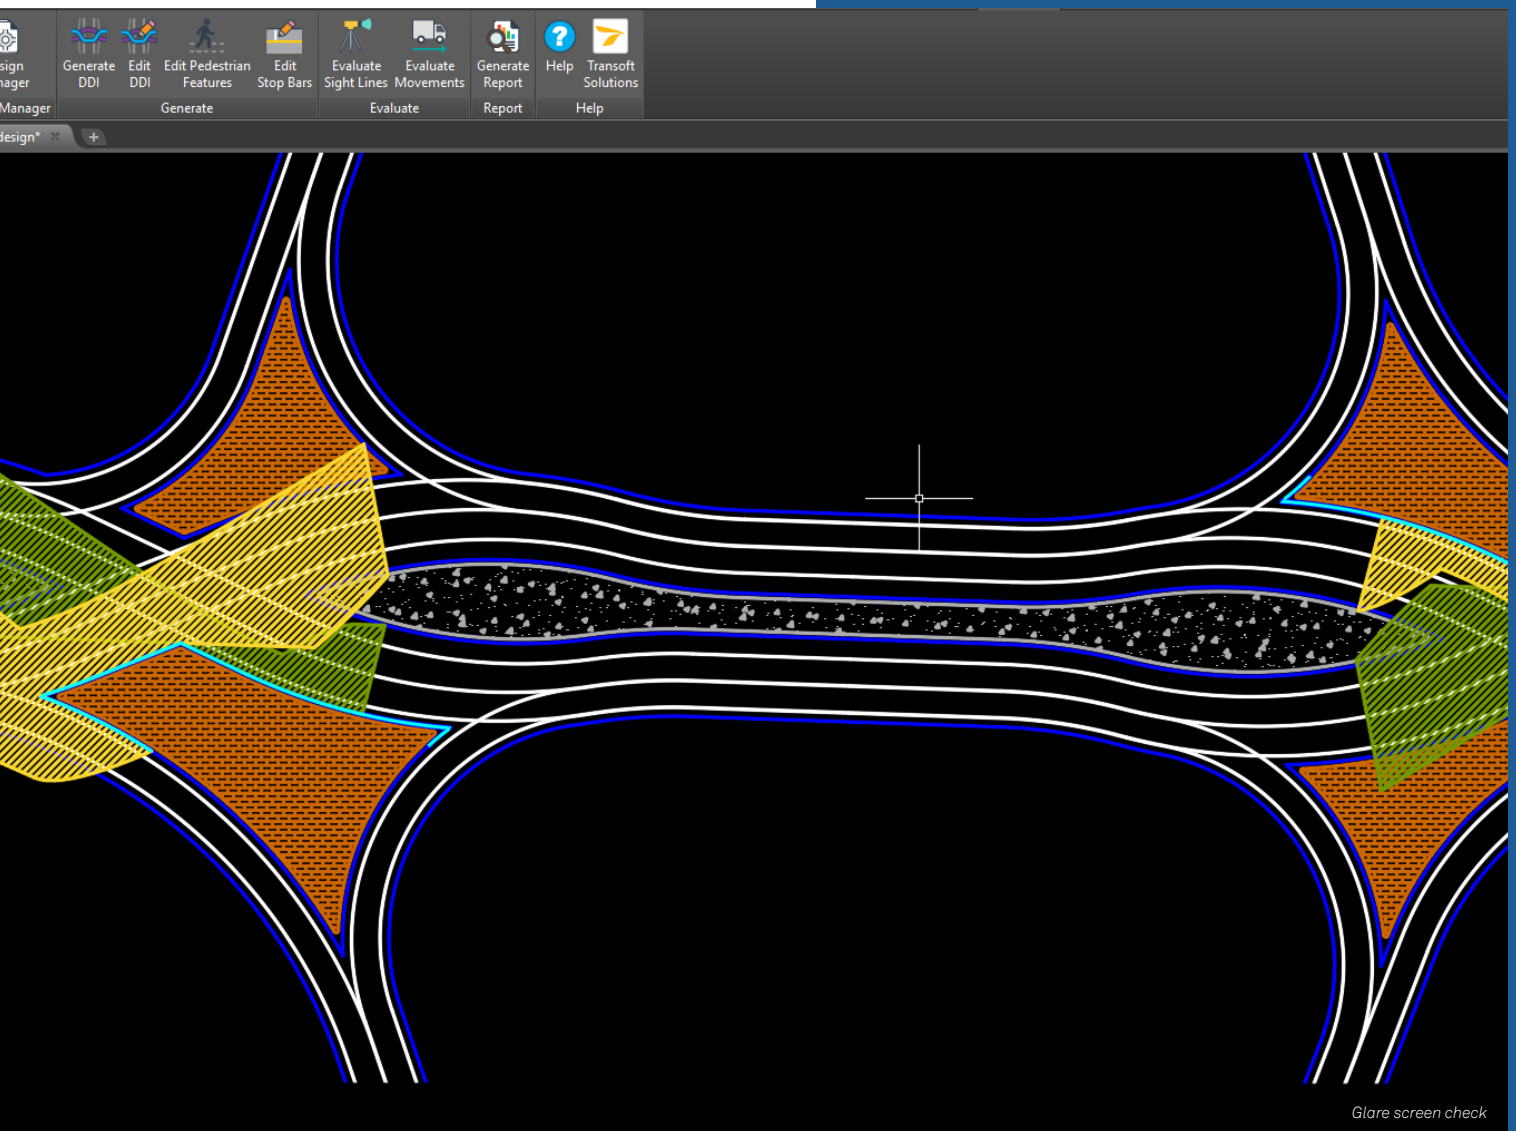 sign
nager
Generate
DDI
Edit
DDI
Edit Pedestrian
Features
Edit
Stop Bars
Evaluate
Sight Lines
Evaluate
Movements
Generate
Report
Help
Transoft
Solutions
Manager
Generate
Evaluate
Report
Help
design*
Glare screen check